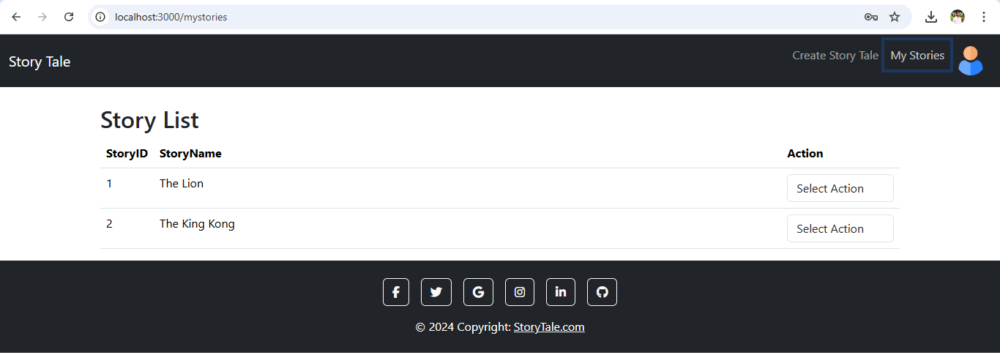 localhost:3000/mystories
Story Tale
Create Story Tale My Stories
Story List
StoryID StoryName Action
1 The Lion Select Action
2 The King Kong Select Action
© 2024 Copyright: StoryTale.com